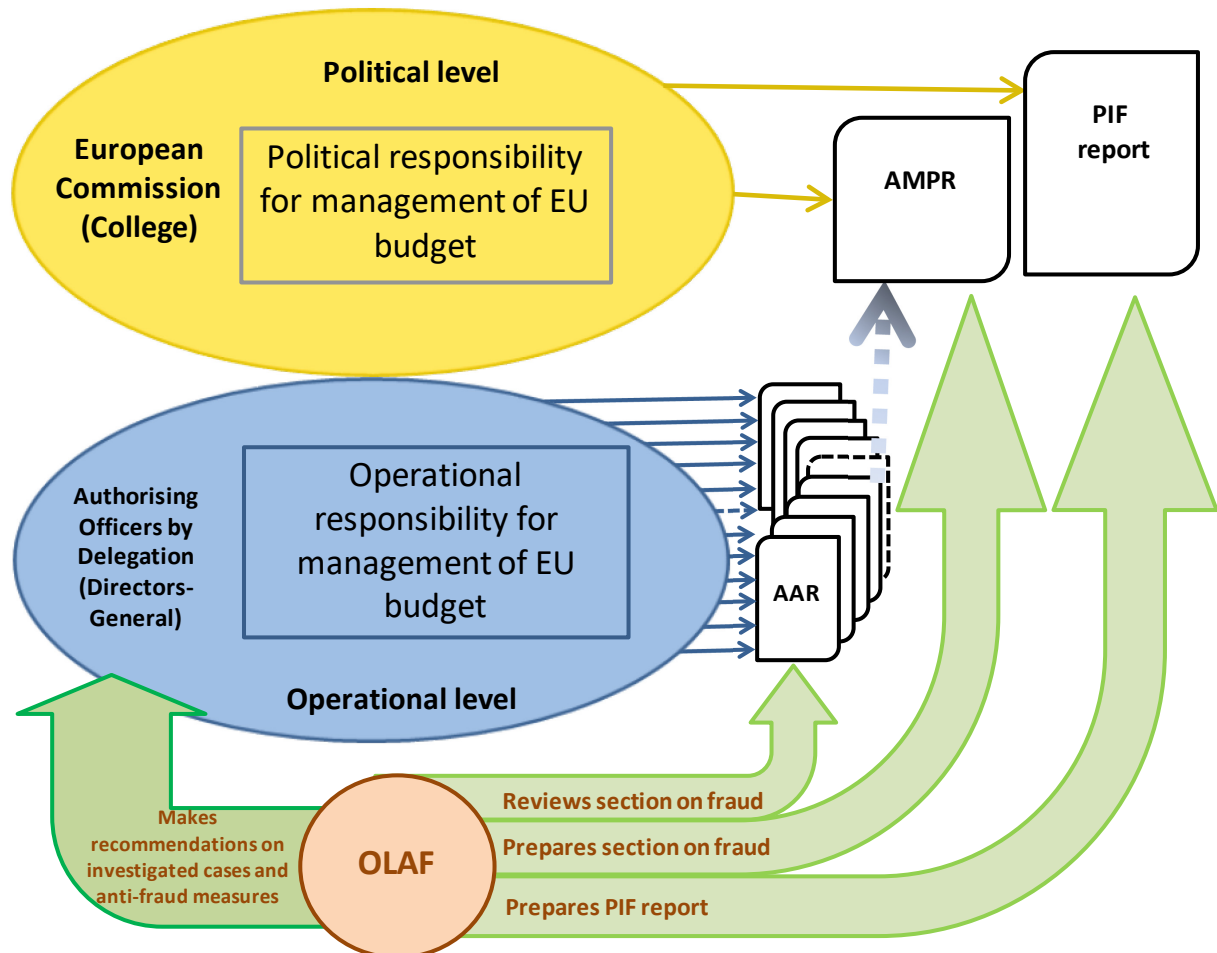 Political level
European
Commission
(College)
Political responsibility
for management of EU
budget
AMPR
PIF
report
Authorising
Officers by
Delegation
(Directors-
General)
Operational
responsibility for
management of EU
budget
Operational level
AAR
Makes
recommendations on
investigated cases and
anti-fraud measures
OLAF
Reviews section on fraud
Prepares section on fraud
Prepares PIF report